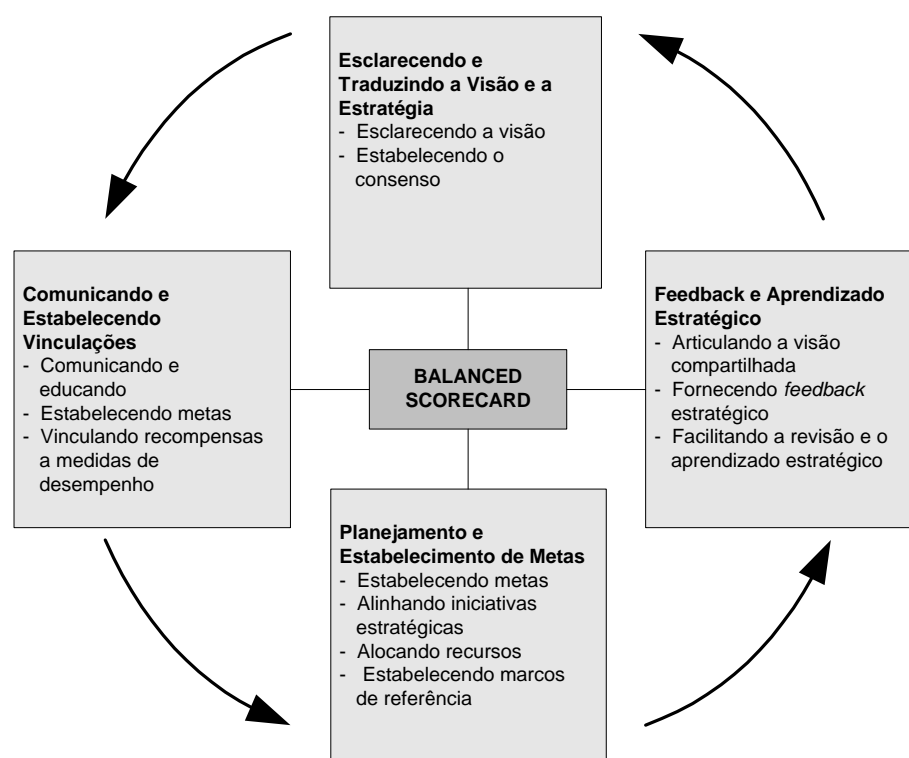 Esclarecendo e
Traduzindo a Visão e a
Estratégia
- Esclarecendo a visão
- Estabelecendo o
consenso
Comunicando e
Estabelecendo
Vinculações
- Comunicando e
educando
- Estabelecendo metas
- Vinculando recompensas
a medidas de
desempenho
BALANCED
SCORECARD
Feedback e Aprendizado
Estratégico
- Articulando a visão
compartilhada
- Fornecendo feedback
estratégico
- Facilitando a revisão e o
aprendizado estratégico
Planejamento e
Estabelecimento de Metas
- Estabelecendo metas
- Alinhando iniciativas
estratégicas
- Alocando recursos
- Estabelecendo marcos
de referência